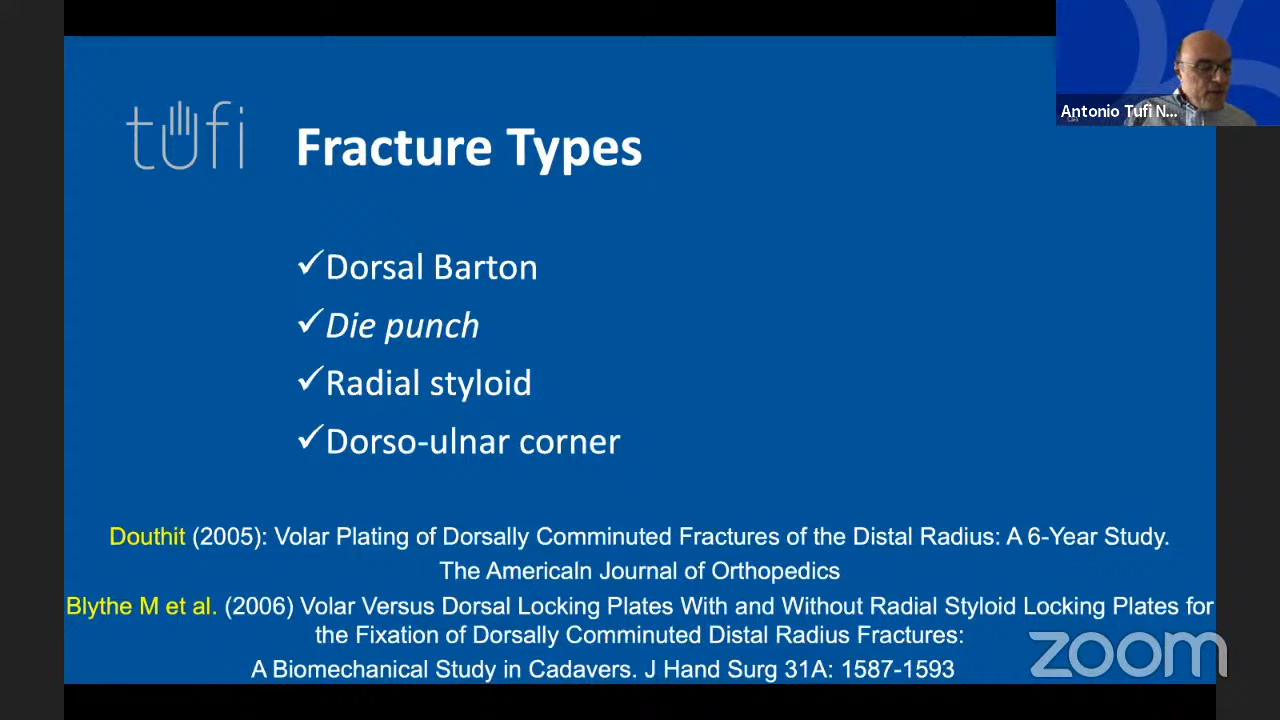 Antonio Tufi N...
tufi
Fracture Types
✓Dorsal Barton
✓Die punch
✓Radial styloid
✓Dorso-ulnar corner
Douthit (2005): Volar Plating of Dorsally Comminuted Fractures of the Distal Radius: A 6-Year Study.
The Americaln Journal of Orthopedics
Blythe M et al. (2006) Volar Versus Dorsal Locking Plates With and Without Radial Styloid Locking Plates for
the Fixation of Dorsally Comminuted Distal Radius Fractures:
A Biomechanical Study in Cadavers. J Hand Surg 31A: 1587-1593
zoom